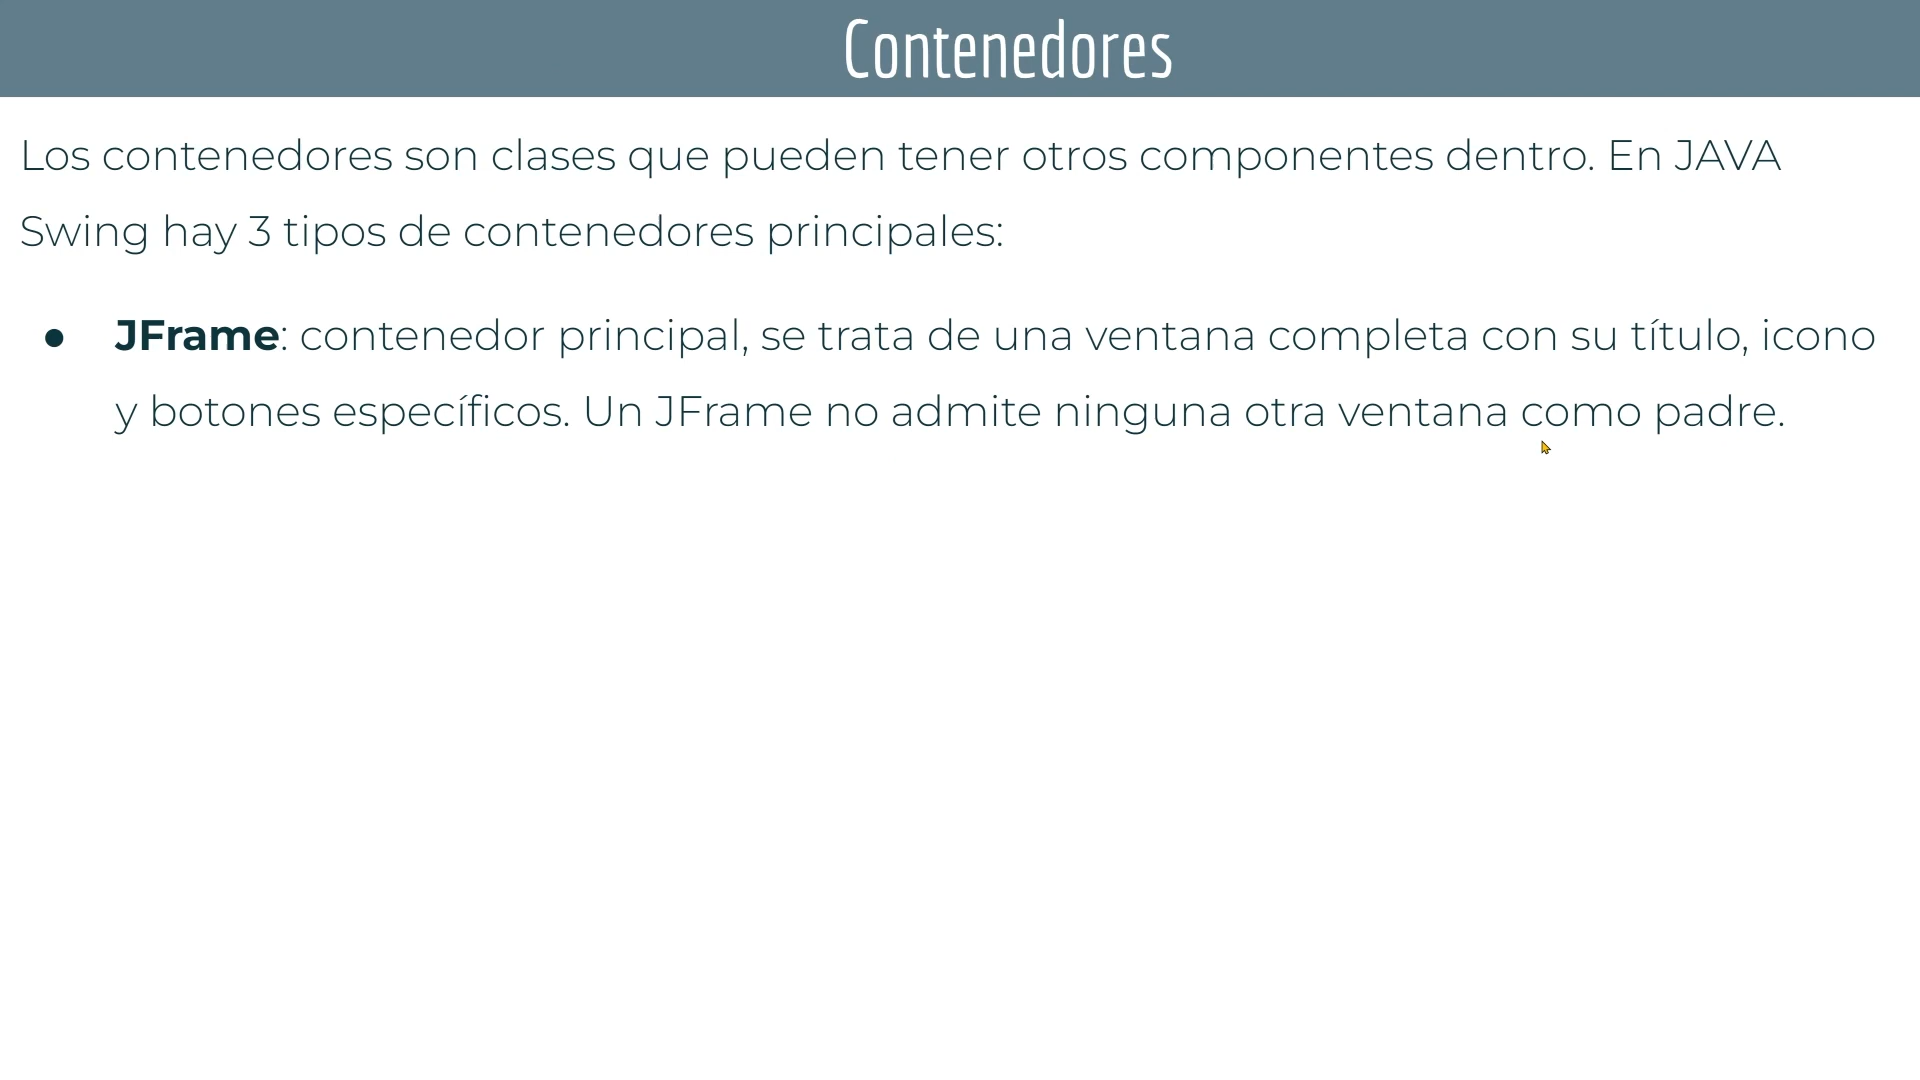 Contenedores
Los contenedores son clases que pueden tener otros componentes dentro. En JAVA
Swing hay 3 tipos de contenedores principales:
● JFrame: contenedor principal, se trata de una ventana completa con su título, icono
y botones específicos. Un JFrame no admite ninguna otra ventana como padre.